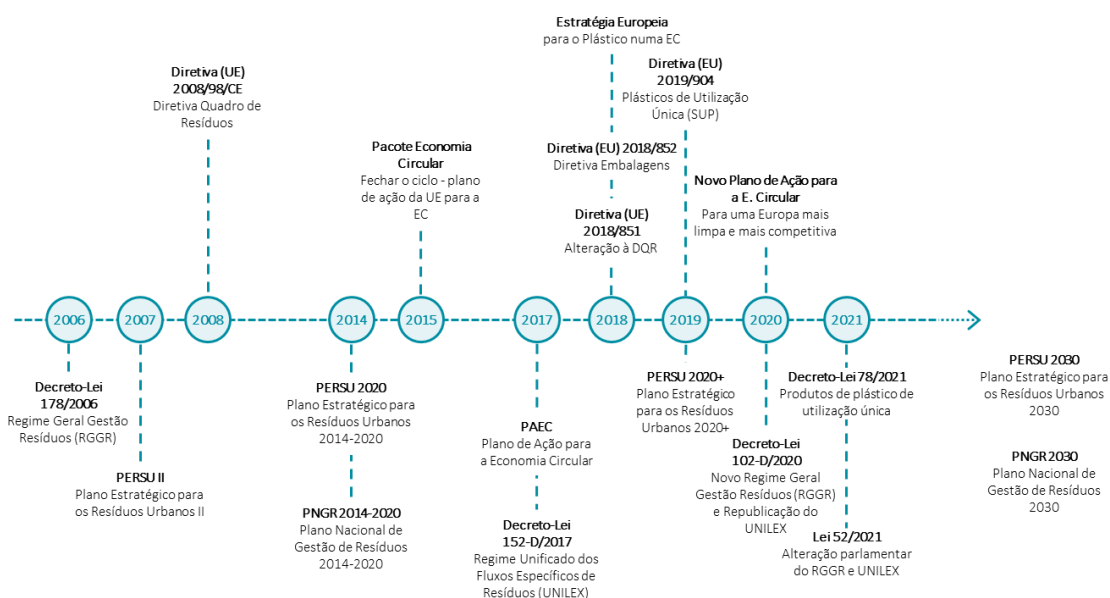 Estratégia Europeia
para o Plástico numa EC
Diretiva (UE)
2008/98/CE
Diretiva Quadro de
Resíduos
Diretiva (EU)
2019/904
Plásticos de Utilização
Única (SUP)
Pacote Economia
Circular
Fechar o ciclo - plano
de ação da UE para a
EC
Diretiva (EU) 2018/852
Diretiva Embalagens
Diretiva (UE)
2018/851
Alteração à DQR
Novo Plano de Ação para
a E. Circular
Para uma Europa mais
limpa e mais competitiva
2006
2007
2008
2014
2015
2017
2018
2019
2020
2021
Decreto-Lei
178/2006
Regime Geral Gestão
Resíduos (RGGR)
PERSU II
Plano Estratégico para
os Resíduos Urbanos II
PERSU 2020
Plano Estratégico para
os Resíduos Urbanos
2014-2020
PNGR 2014-2020
Plano Nacional de
Gestão de Resíduos
2014-2020
PAEC
Plano de Ação para
a Economia Circular
Decreto-Lei
152-D/2017
Regime Unificado dos
Fluxos Específicos de
Resíduos (UNILEX)
PERSU 2020+
Plano Estratégico
para os Resíduos
Urbanos 2020+
Decreto-Lei
102-D/2020
Novo Regime Geral
Gestão Resíduos (RGGR)
e Republicação do
UNILEX
Decreto-Lei 78/2021
Produtos de plástico de
utilização única
Lei 52/2021
Alteração parlamentar
do RGGR e UNILEX
PERSU 2030
Plano Estratégico para
os Resíduos Urbanos
2030
PNGR 2030
Plano Nacional de
Gestão de Resíduos
2030